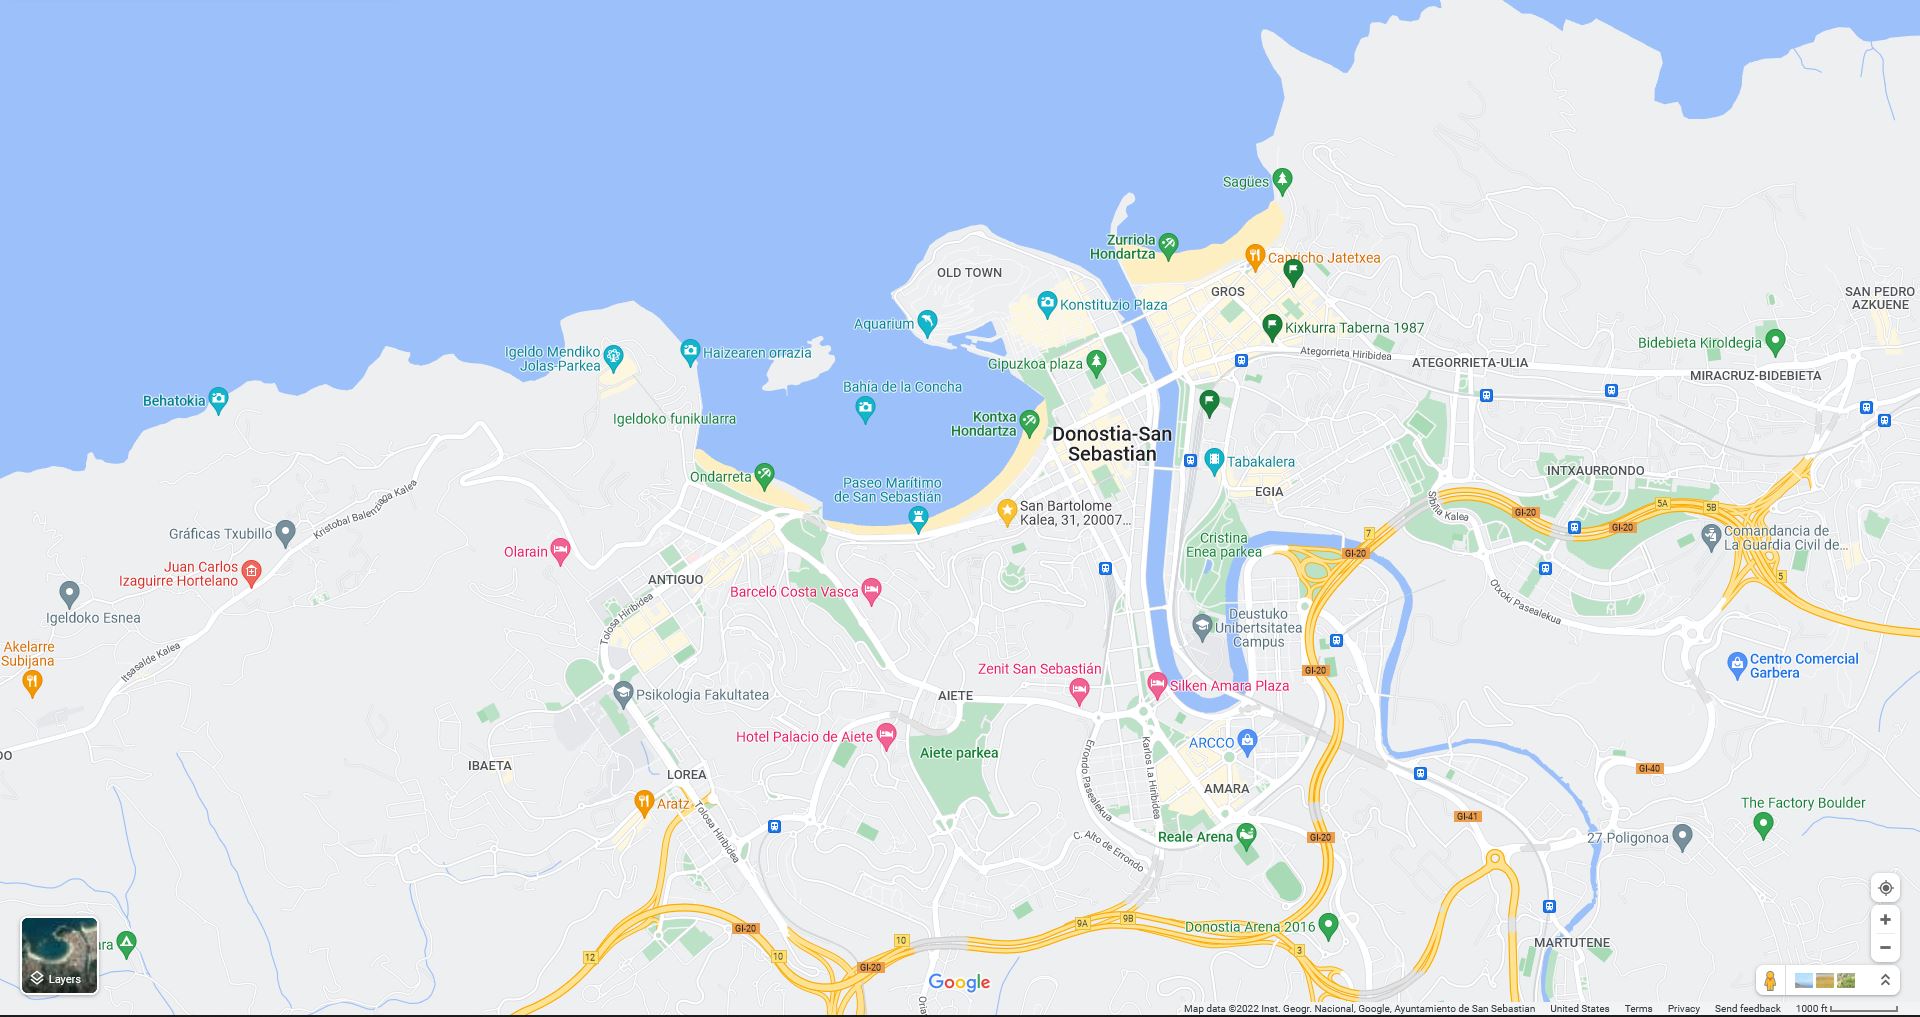 Sagües
Zurriola
Hondartza
Capricho Jatetxea
OLD TOWN
GROS
SAN PEDRO
AZKUENE
Konstituzio Plaza
Aquarium
Kixkurra Taberna 1987
Bidebieta Kiroldegia
Igeldo Mendiko
Jolas-Parkea
Haizearen orrazia
Ategorrieta Hiribidea
ATEGORRIETA-ULIA
Gipuzkoa plaza
MIRACRUZ-BIDEBIETA
Bahía de la Concha
Behatokia
Igeldoko funikularra
Kontxa
Hondartza
Donostia-San
Sebastian
Tabakalera
INTXAURRONDO
Ondarreta
Paseo Marítimo
de San Sebastián
EGIA
Kristobal Balenzaga Kalea
San Bartolome
Kalea, 31, 20007...
Sibilia Kalea
5A
5B
GI-20
GI-20
Gráficas Txubillo
7
Comandancia de
La Guardia Civil de...
Cristina
Enea parkea
GI-20
Olarain
Juan Carlos
Izaguirre Hortelano
ANTIGUO
5
Barceló Costa Vasca
Otxoki Pasealekua
Igeldoko Esnea
Tolosa Hiribidea
Deustuko
Unibertsitatea
Campus
Akelarre
Subijana
Itsasalde Kalea
Zenit San Sebastián
GI-20
Centro Comercial
Garbera
Silken Amara Plaza
Psikologia Fakultatea
AIETE
Hotel Palacio de Aiete
ARCCO
DO
Aiete parkea
Errondo Pasealekua
Karlos I.a Hiribidea
IBAETA
LOREA
GI-40
AMARA
Aratz
Tolosa Hiribidea
The Factory Boulder
GI-41
C. Alto de Errondo
Reale Arena
GI-20
27.Poligonoa
9A
9B
GI-20
Donostia Arena 2016
10
ara
12
10
3
MARTUTENE
GI-20
Layers
Google
Map data ©2022 Inst. Geogr. Nacional, Google, Ayuntamiento de San Sebastian
United States
Terms
Privacy
Send feedback
1000 ft